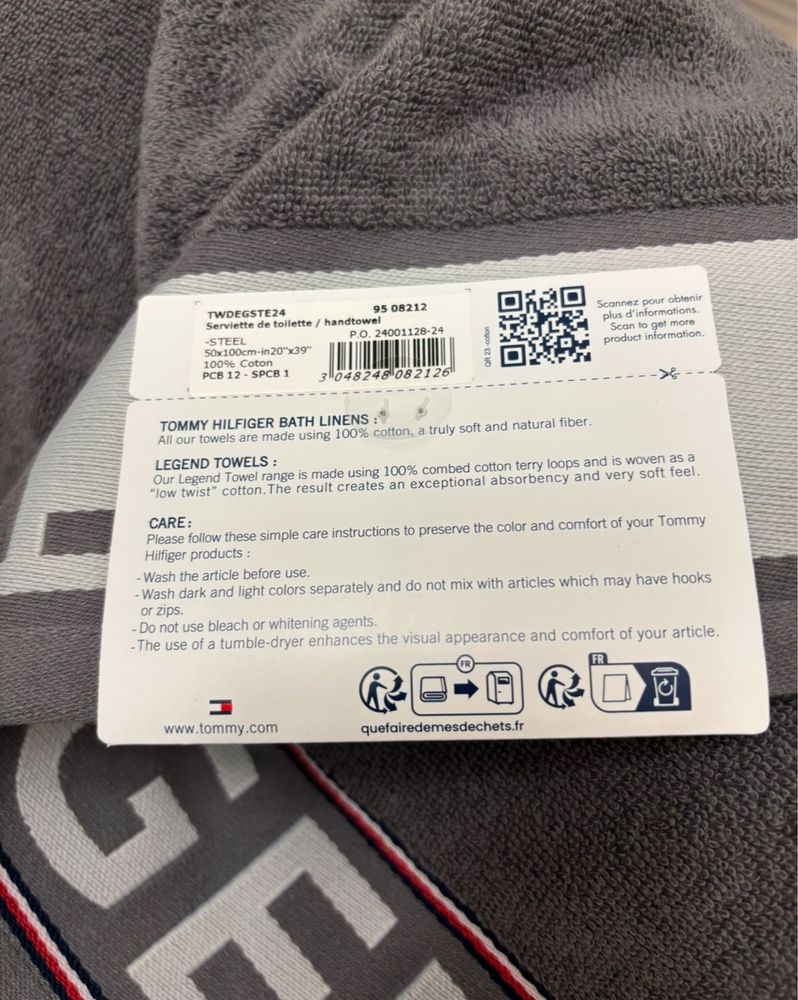 TWDEGSTE24 95 08212
Serviette de toilette / handtowel
P.O. 24001128-24
-STEEL
50x100cm-in20"x39"
100% Coton
PCB 12 - SPCB 1
3 048248 082126
QR 23 -cotton
Scannez pour obtenir
plus d'informations.
Scan to get more
product information.
TOMMY HILFIGER BATH LINENS :
All our towels are made using 100% cotton, a truly soft and natural fiber.
LEGEND TOWELS :
Our Legend Towel range is made using 100% combed cotton terry loops and is woven as a
"low twist" cotton.The result creates an exceptional absorbency and very soft feel.
CARE:
Please follow these simple care instructions to preserve the color and comfort of your Tommy
Hilfiger products :
- Wash the article before use.
- Wash dark and light colors separately and do not mix with articles which may have hooks
or zips.
- Do not use bleach or whitening agents.
- The use of a tumble-dryer enhances the visual appearance and comfort of your article.
FR
FR
www.tommy.com
quefairedemesdechets.fr
GE